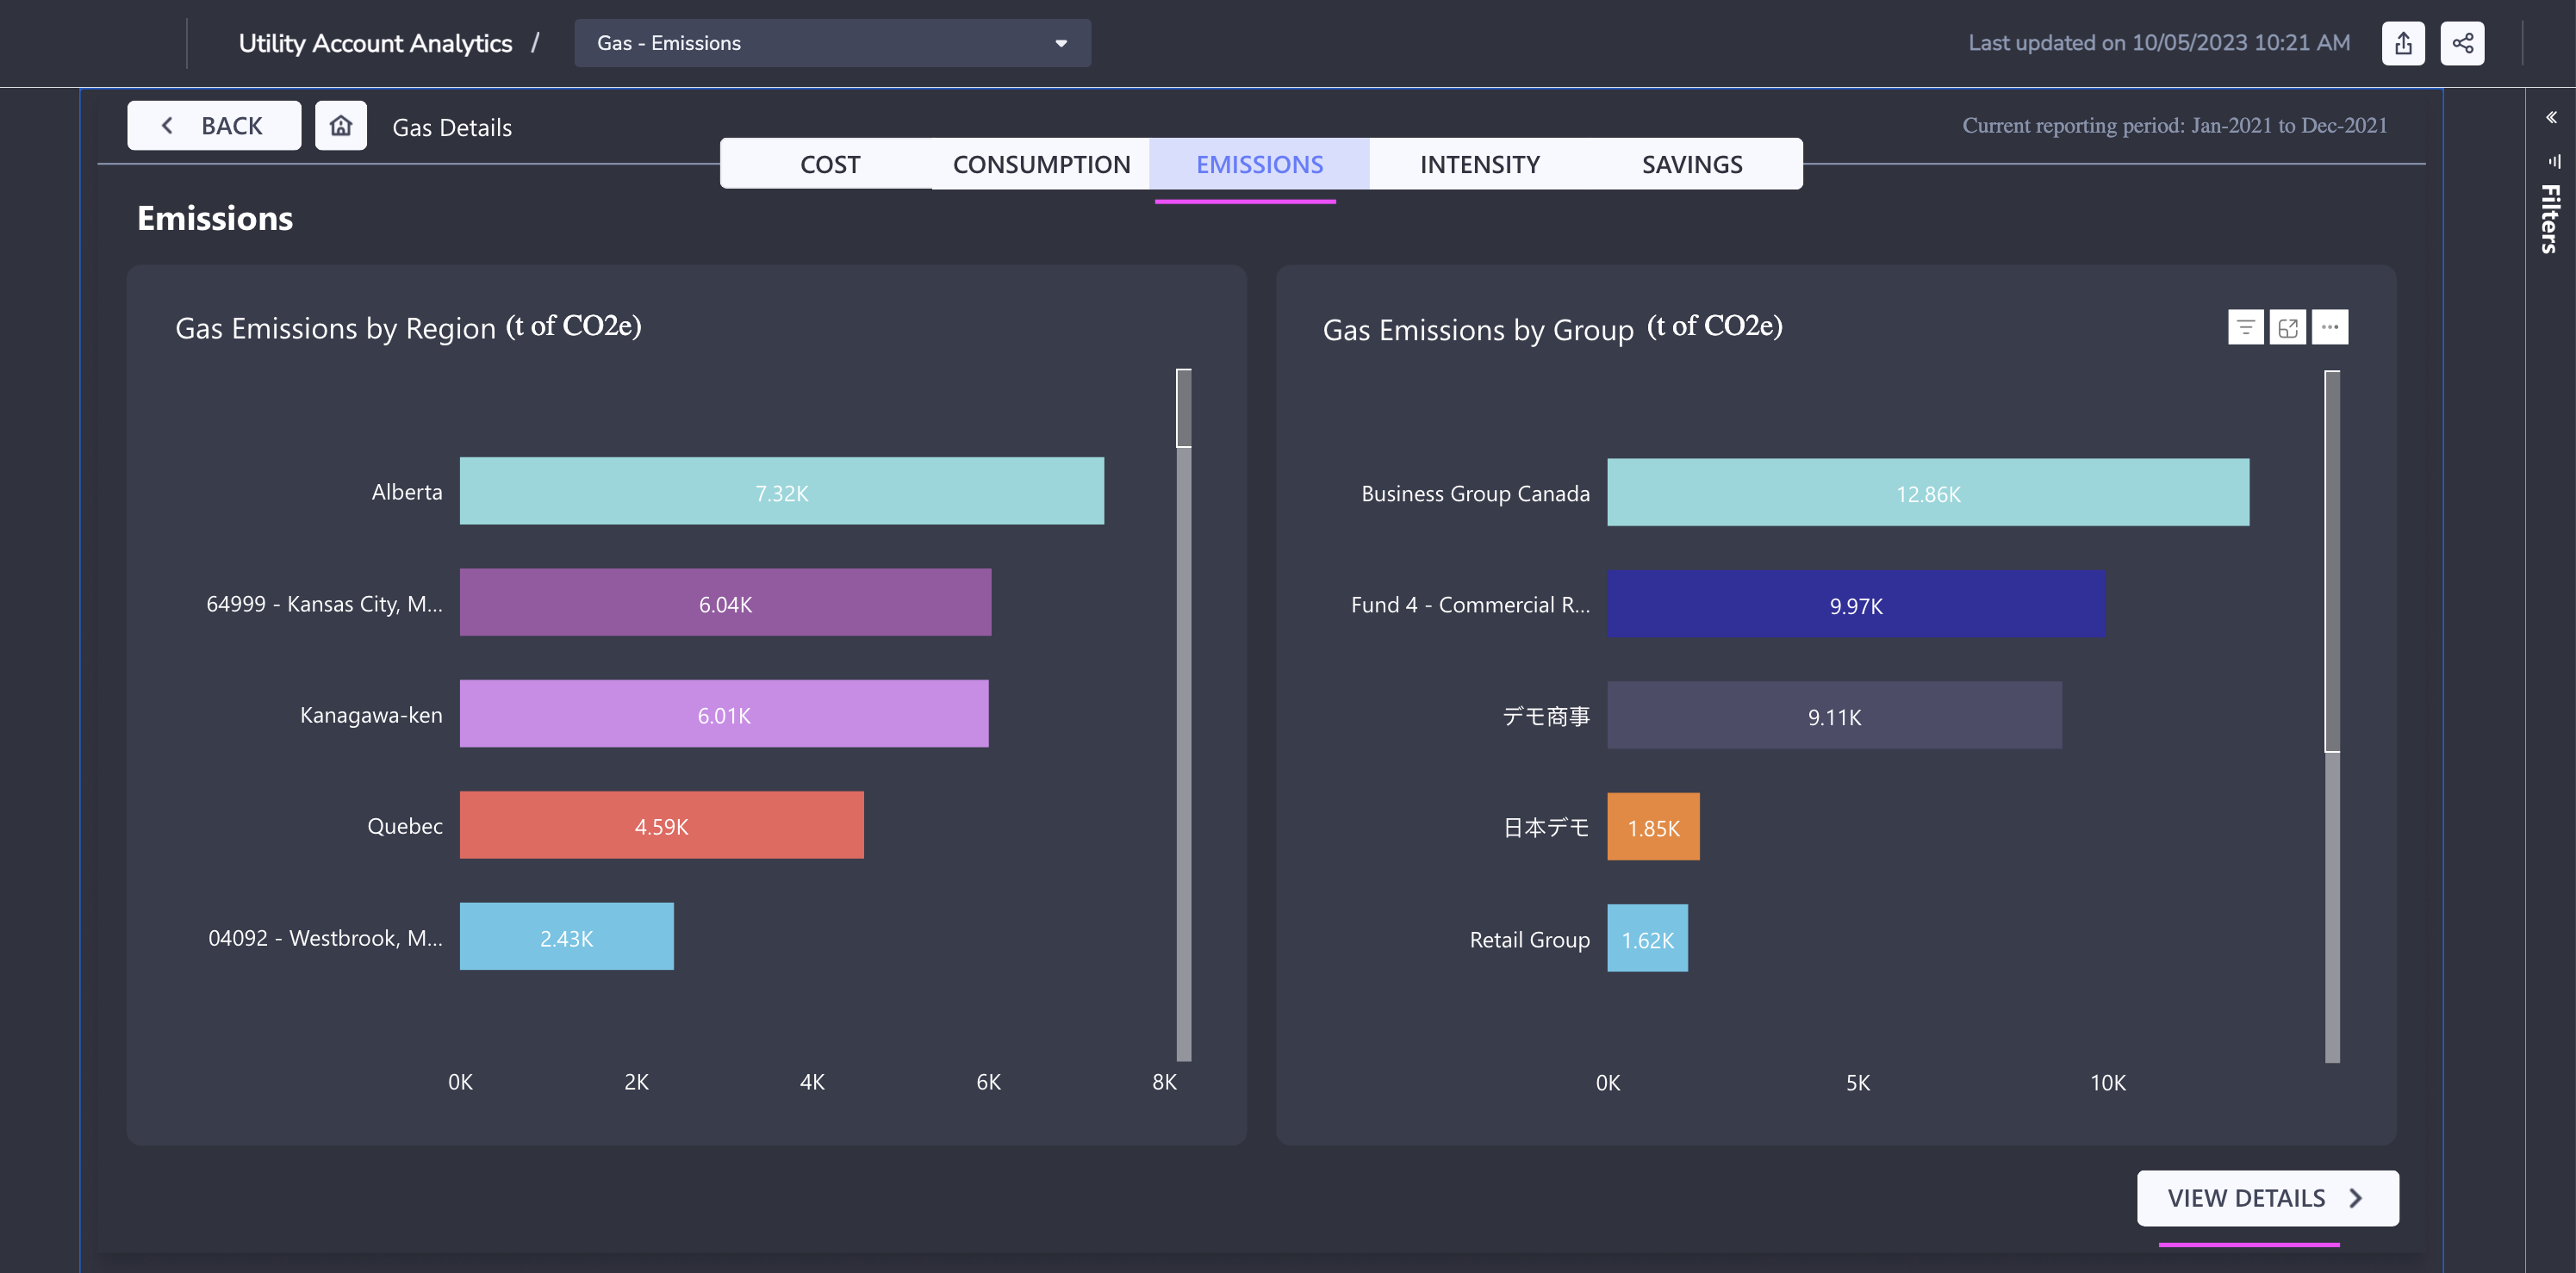 Utility Account Analytics /
Gas - Emissions
Last updated on 10/05/2023 10:21 AM
BACK
Gas Details
Current reporting period: Jan-2021 to Dec-2021
COST
CONSUMPTION
EMISSIONS
INTENSITY
SAVINGS
Filters
Emissions
Gas Emissions by Region (t of CO2e)
Alberta
7.32K
64999 - Kansas City, M...
6.04K
Kanagawa-ken
6.01K
Quebec
4.59K
04092 - Westbrook, M...
2.43K
0K
2K
4K
6K
8K
Gas Emissions by Group (t of CO2e)
Business Group Canada
12.86K
Fund 4 - Commercial R...
9.97K
デモ商事
9.11K
日本デモ
1.85K
Retail Group
1.62K
0K
5K
10K
VIEW DETAILS